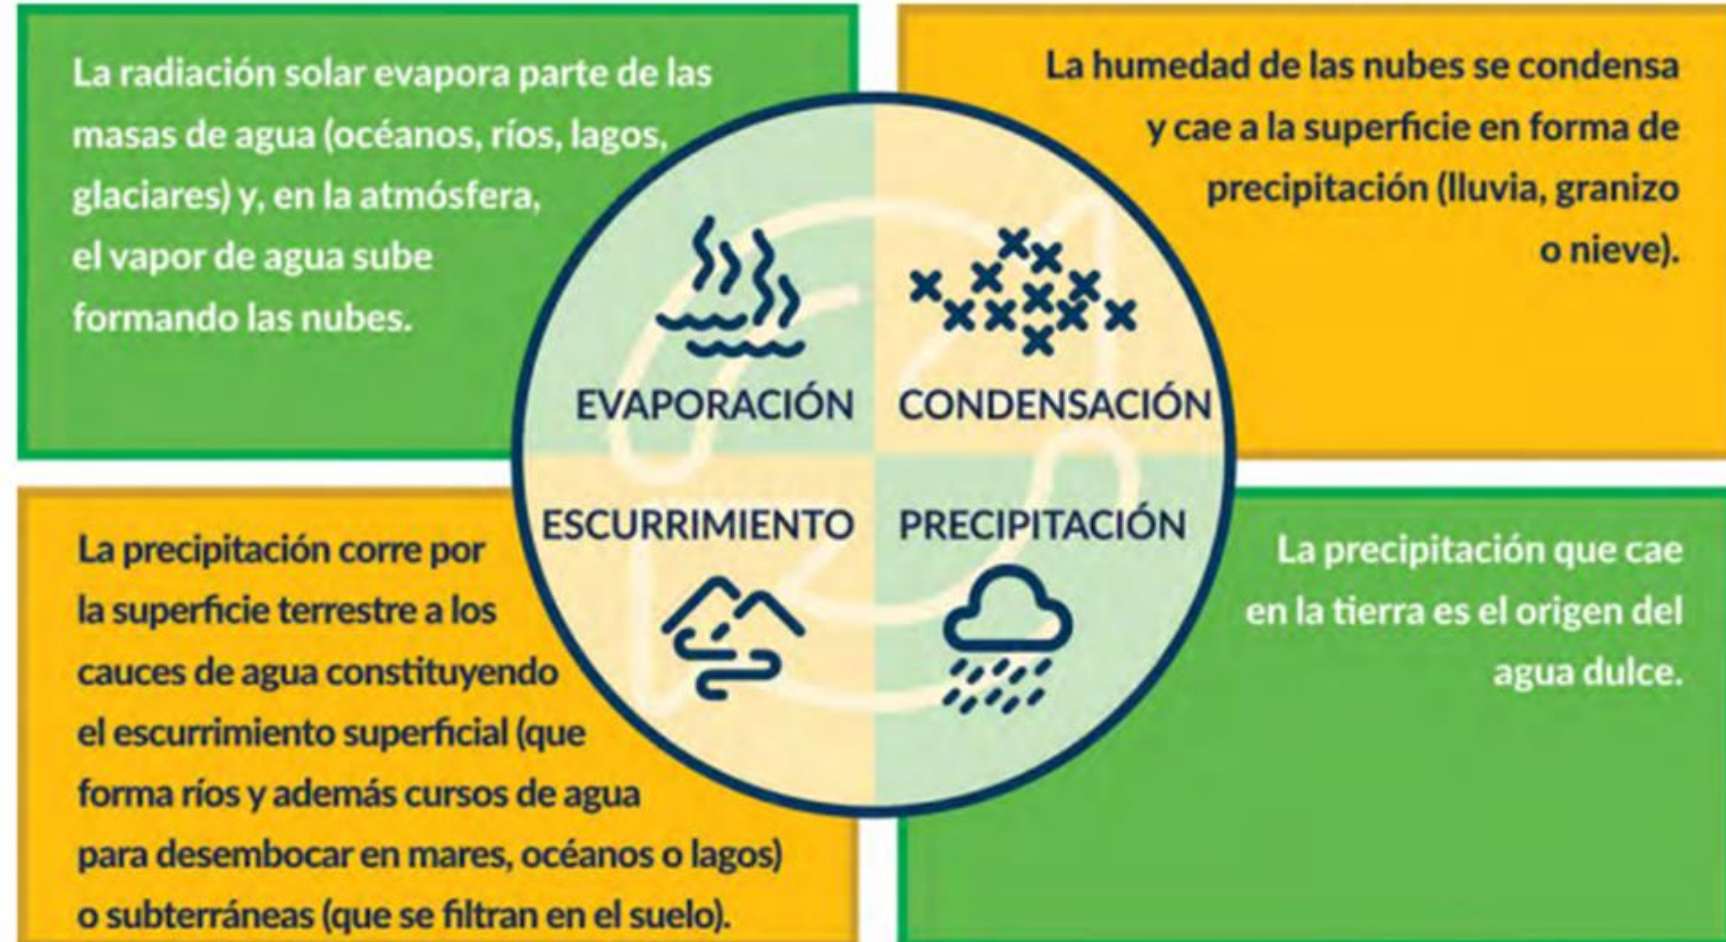 La radiación solar evapora parte de las
masas de agua (océanos, ríos, lagos,
glaciares) y, en la atmósfera,
el vapor de agua sube
formando las nubes.
La humedad de las nubes se condensa
y cae a la superficie en forma de
precipitación (lluvia, granizo
o nieve).
EVAPORACIÓN
CONDENSACIÓN
ESCURRIMIENTO
PRECIPITACIÓN
La precipitación corre por
la superficie terrestre a los
cauces de agua constituyendo
el escurrimiento superficial (que
forma ríos y además cursos de agua
para desembocar en mares, océanos o lagos)
o subterráneas (que se filtran en el suelo).
La precipitación que cae
en la tierra es el origen del
agua dulce.